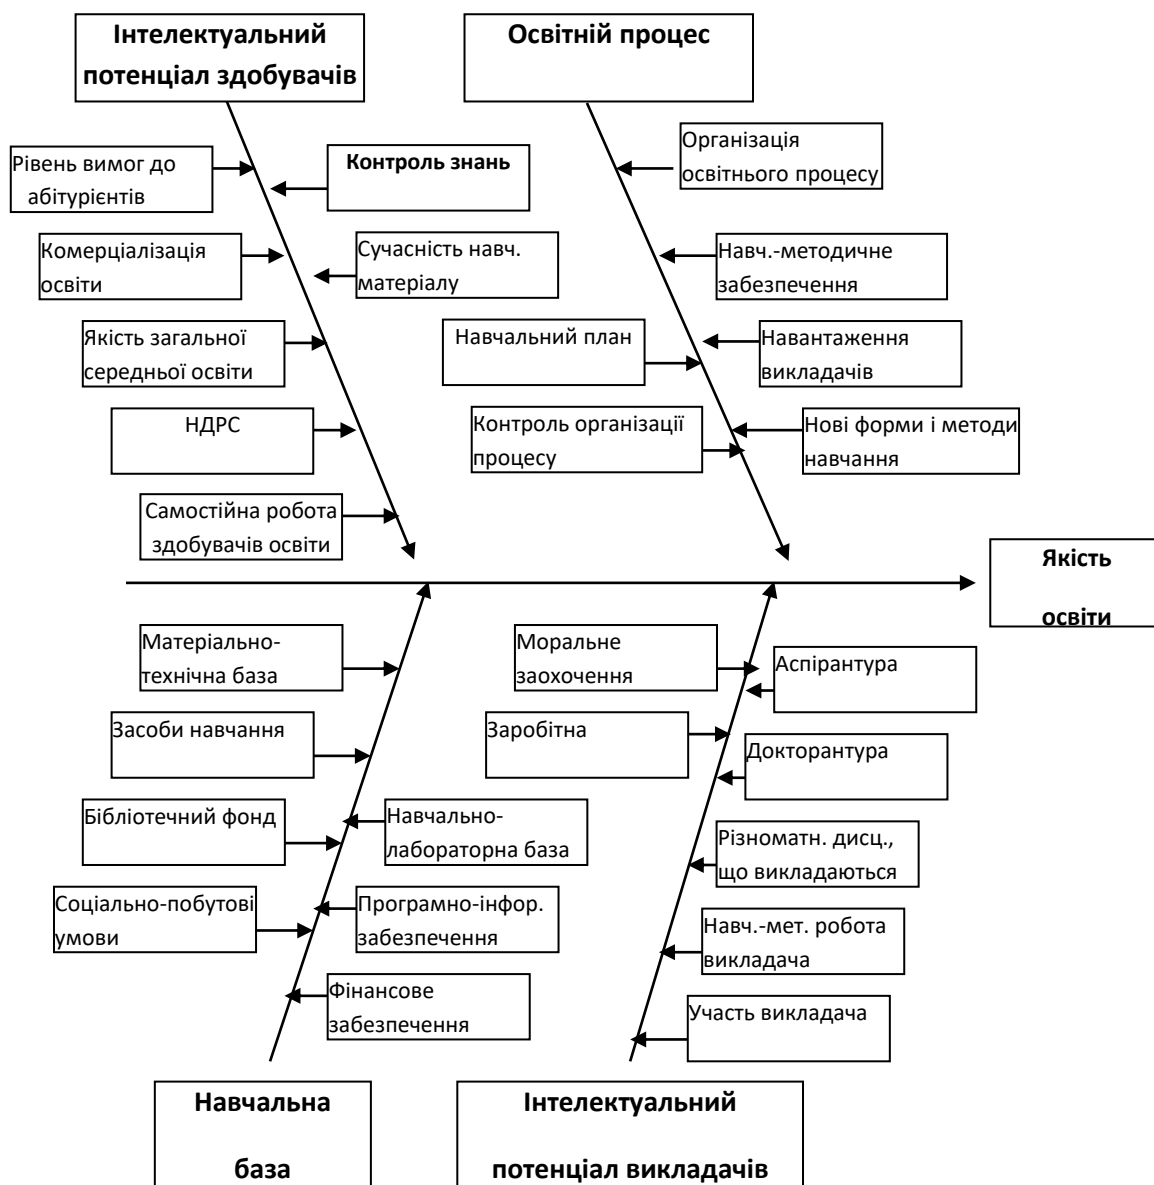 Інтелектуальний
потенціал здобувачів
Освітній процес
Рівень вимог до
абітурієнтів
Контроль знань
Організація
освітнього процесу
Комерціалізація
освіти
Сучасність навч.
матеріалу
Навч.-методичне
забезпечення
Якість загальної
середньої освіти
Навчальний план
Навантаження
викладачів
НДРС
Контроль організації
процесу
Нові форми і методи
навчання
Самостійна робота
здобувачів освіти
Якість
освіти
Матеріально-
технічна база
Моральне
заохочення
Аспірантура
Засоби навчання
Заробітна
Докторантура
Бібліотечний фонд
Навчально-
лабораторна база
Різноматн. дисц.,
що викладаються
Соціально-побутові
умови
Програмно-інфор.
забезпечення
Навч.-мет. робота
викладача
Фінансове
забезпечення
Участь викладача
Навчальна
база
Інтелектуальний
потенціал викладачів